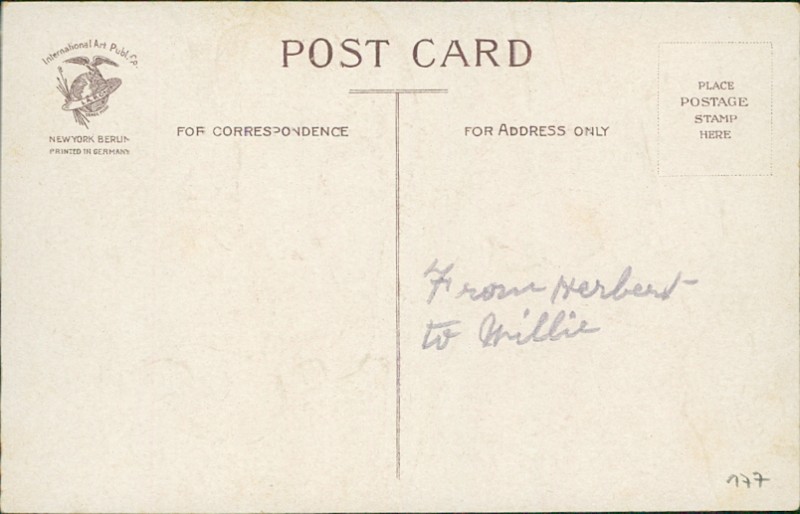 POST CARD
International Art Publ. Co.
NEW YORK BERLIN
PRINTED IN GERMANY
FOR CORRESPONDENCE
FOR ADDRESS ONLY
PLACE
POSTAGE
STAMP
HERE
From Herbert
to Willie
177